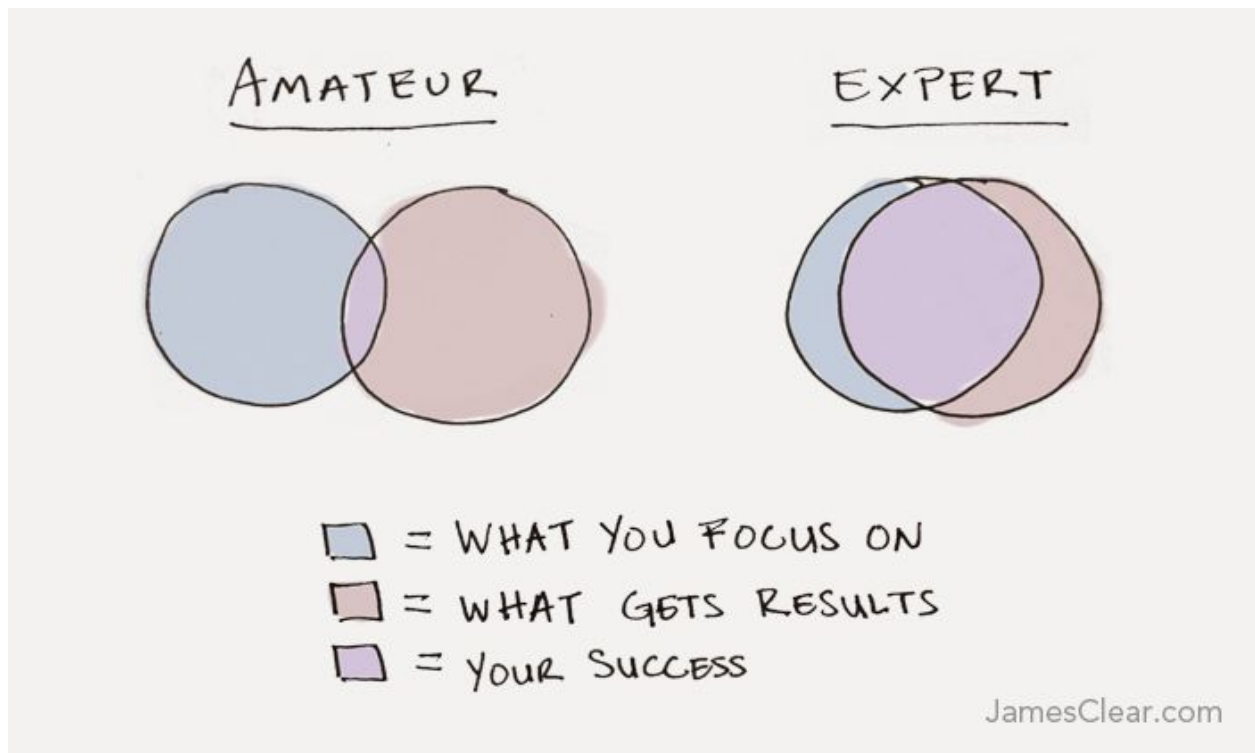 AMATEUR
EXPERT
= WHAT YOU FOCUS ON
= WHAT GETS RESULTS
= YOUR SUCCESS
JamesClear.com